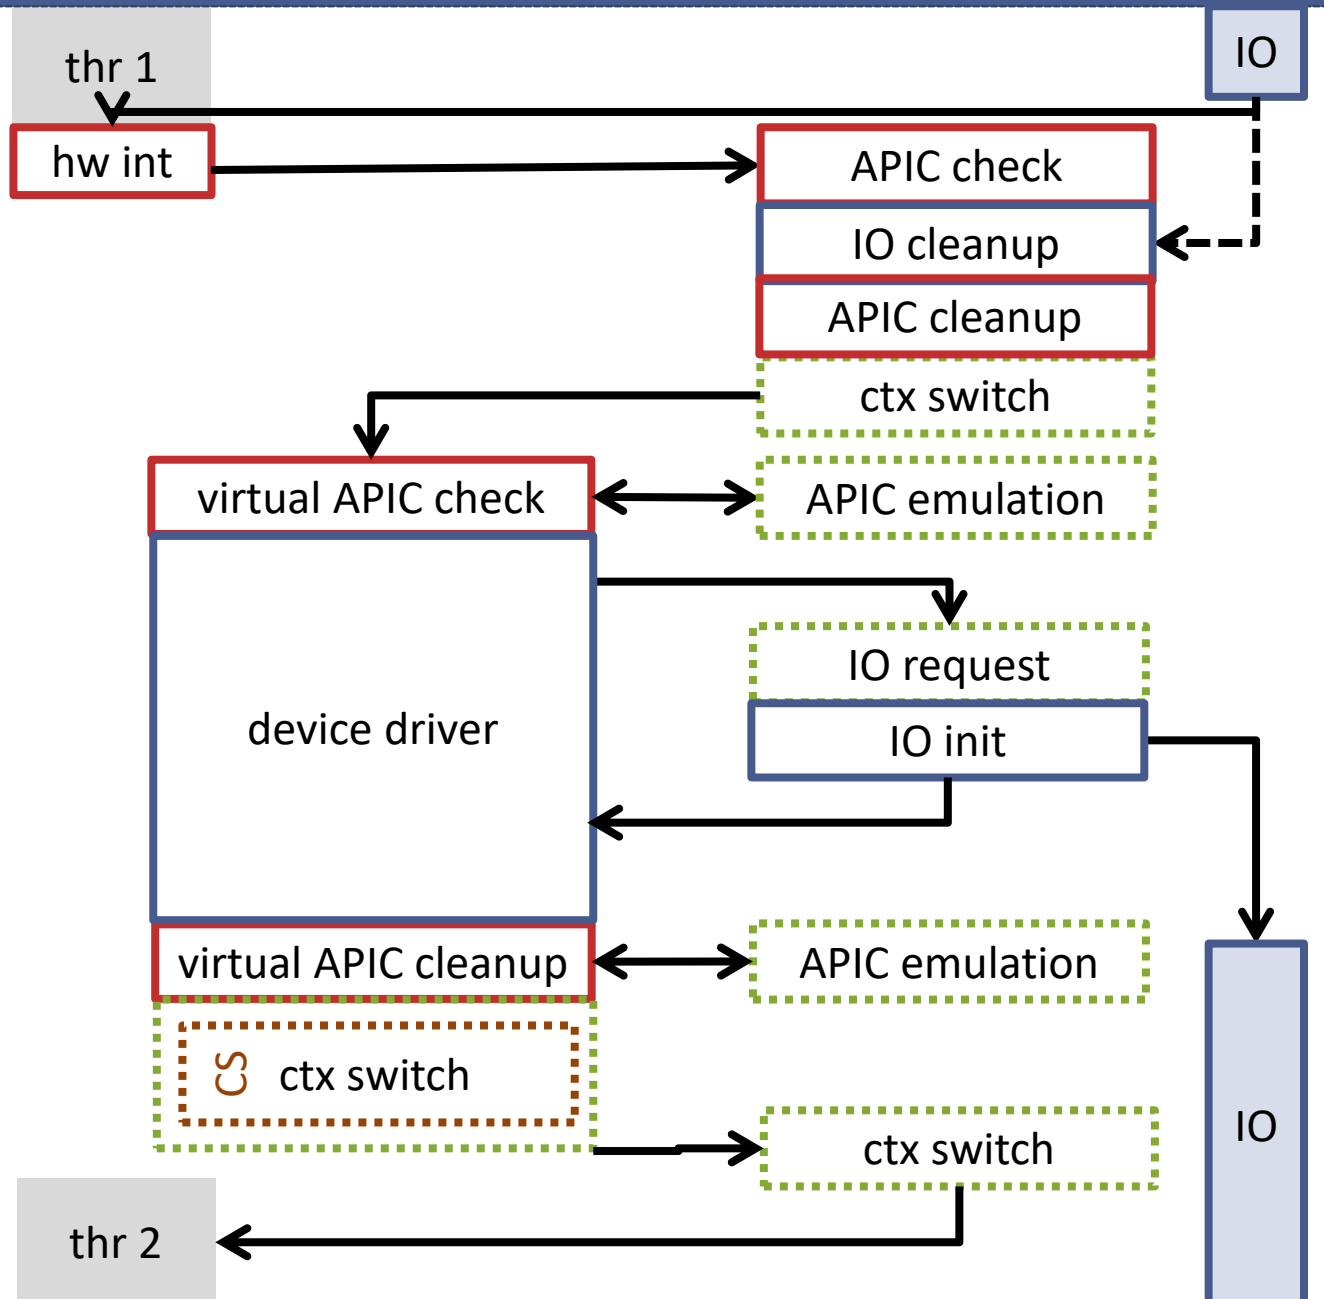 thr 1
IO
hw int
APIC check
IO cleanup
APIC cleanup
ctx switch
virtual APIC check
APIC emulation
IO request
device driver
IO init
virtual APIC cleanup
APIC emulation
CS
ctx switch
IO
ctx switch
thr 2